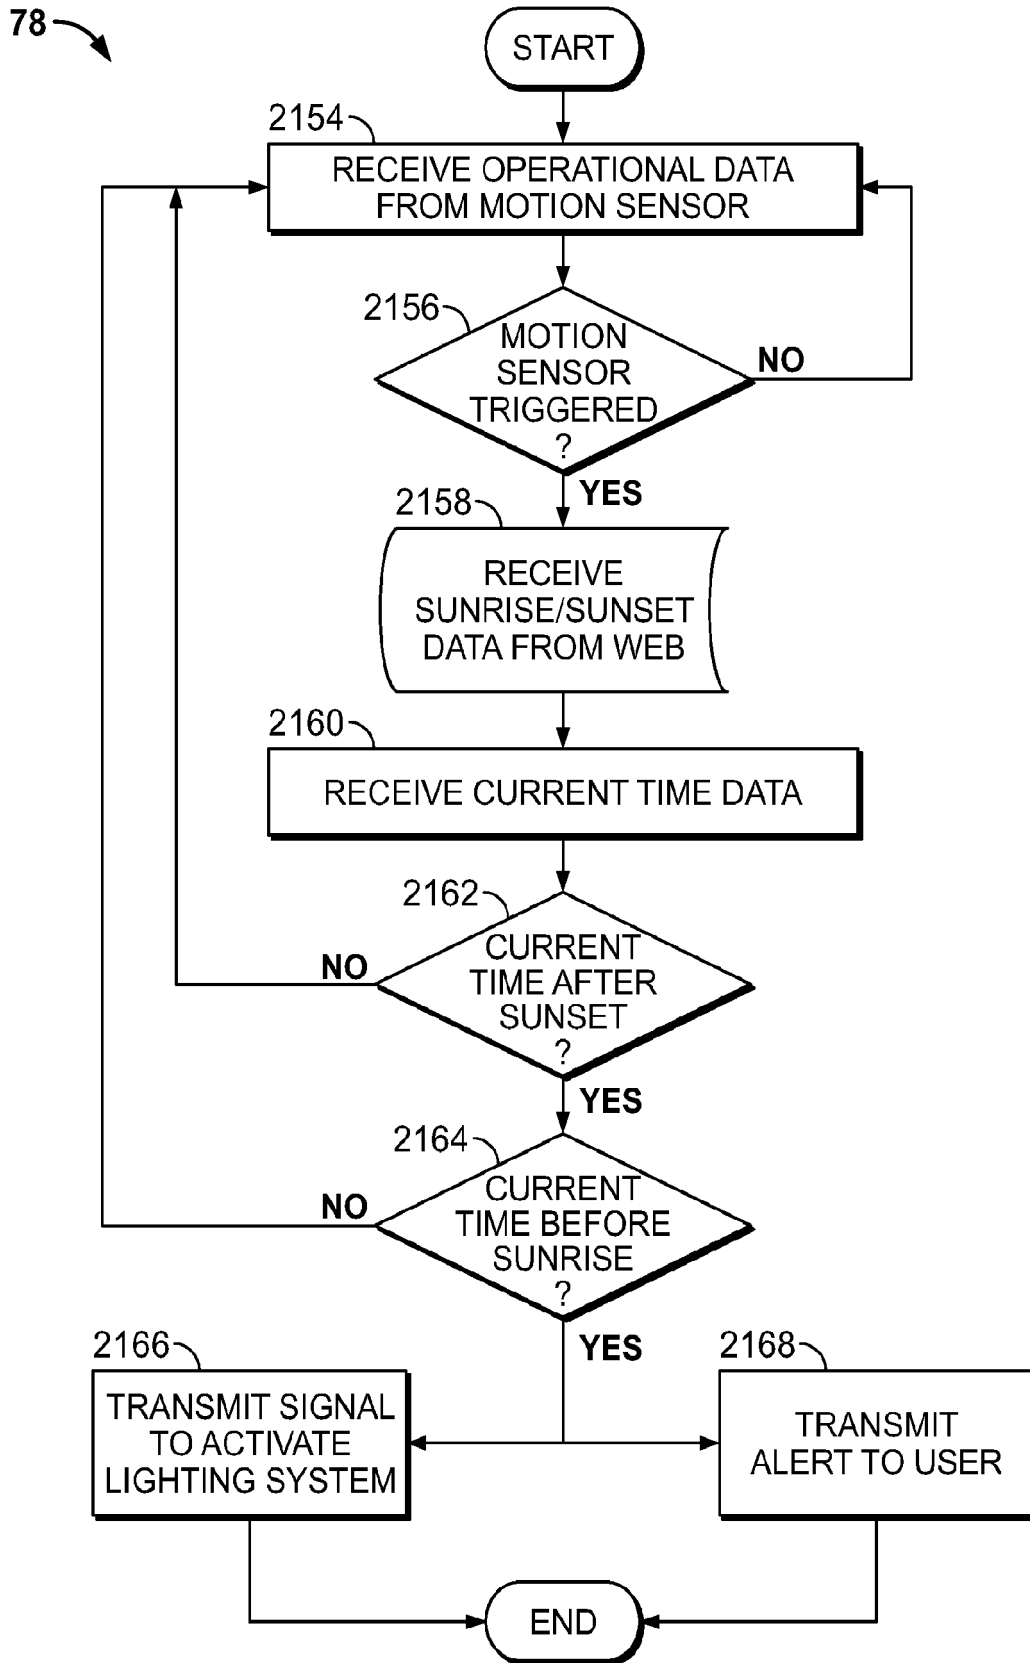 78
START
2154
RECEIVE OPERATIONAL DATA
FROM MOTION SENSOR
2156
MOTION
SENSOR
TRIGGERED
?
NO
YES
2158
RECEIVE
SUNRISE/SUNSET
DATA FROM WEB
2160
RECEIVE CURRENT TIME DATA
2162
CURRENT
TIME AFTER
SUNSET
?
NO
YES
2164
CURRENT
TIME BEFORE
SUNRISE
?
NO
YES
2166
TRANSMIT SIGNAL
TO ACTIVATE
LIGHTING SYSTEM
2168
TRANSMIT
ALERT TO USER
END